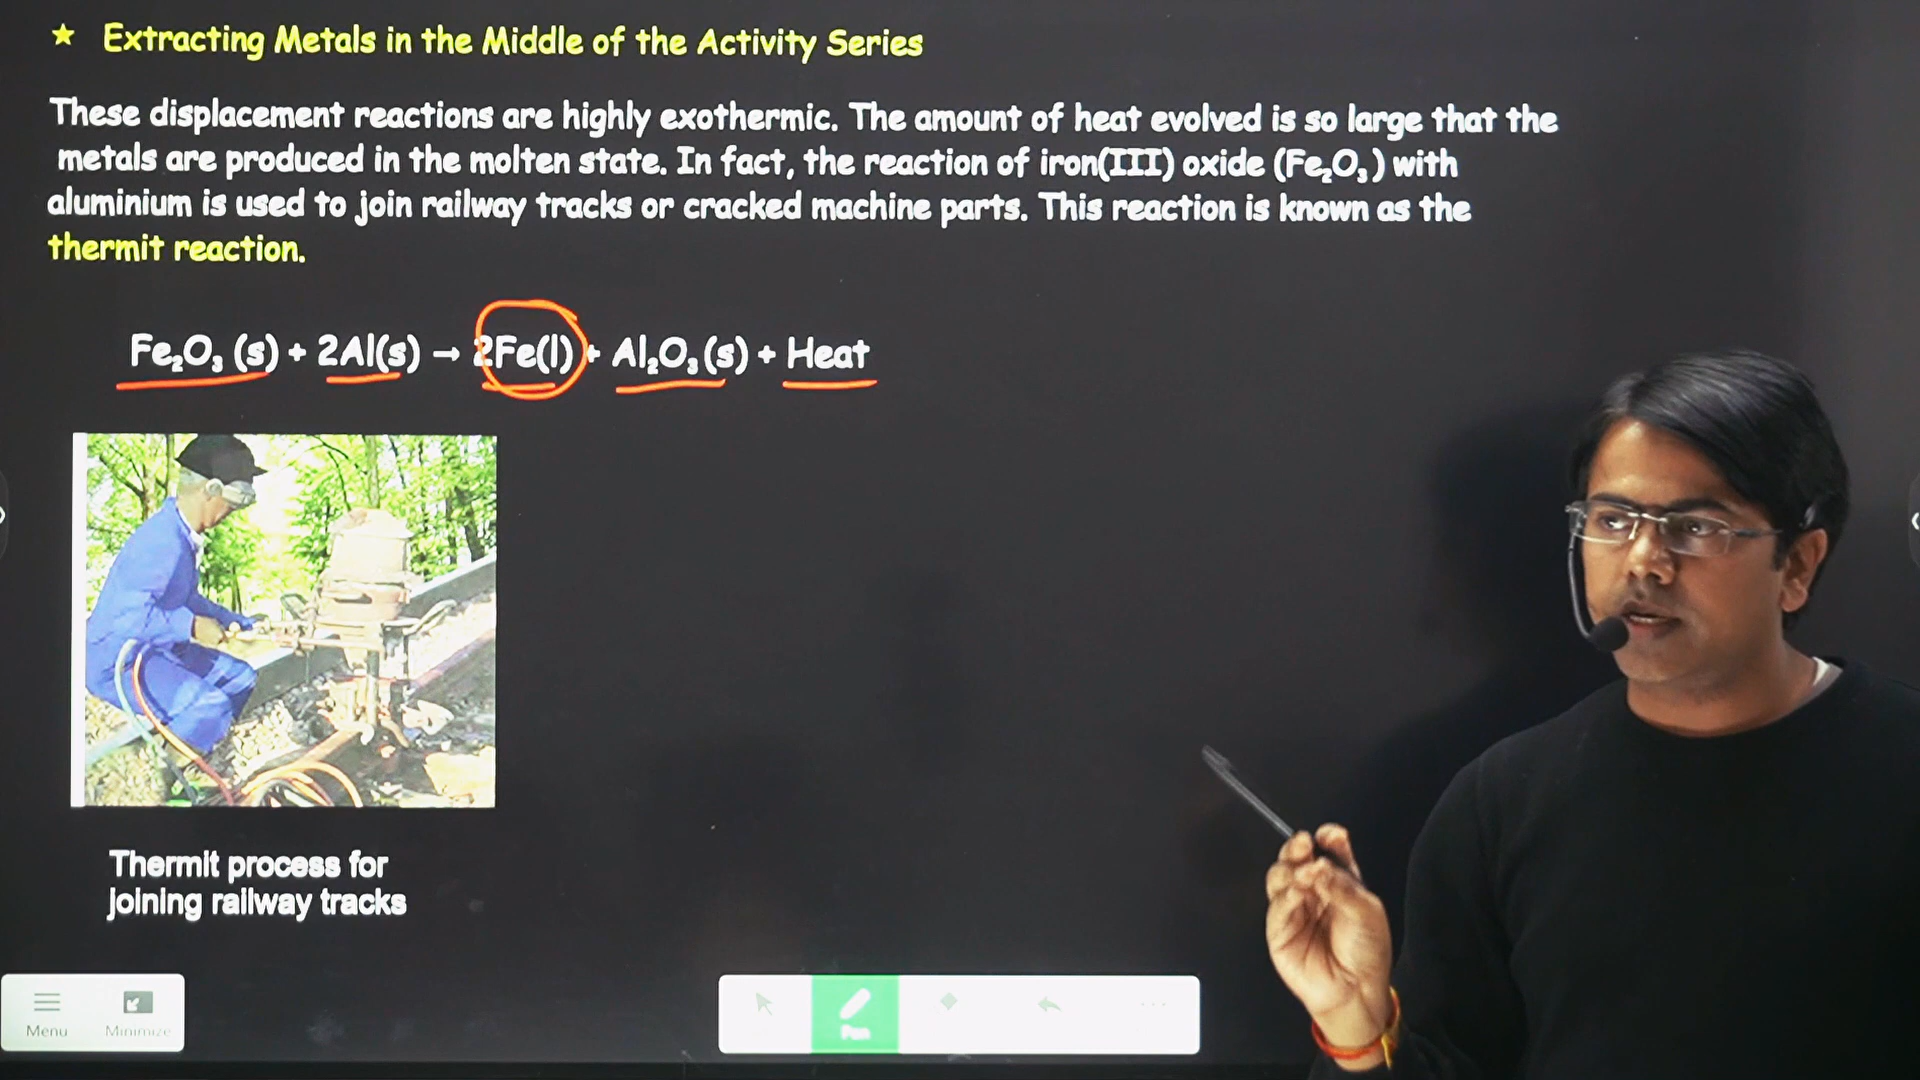 ★ Extracting Metals in the Middle of the Activity Series
These displacement reactions are highly exothermic. The amount of heat evolved is so large that the
metals are produced in the molten state. In fact, the reaction of iron(III) oxide (Fe₂O₃) with
aluminium is used to join railway tracks or cracked machine parts. This reaction is known as the
thermit reaction.
Fe₂O₃ (s) + 2Al(s) → 2Fe(l) + Al₂O₃ (s) + Heat
Thermit process for
joining railway tracks
Menu Minimize Pen